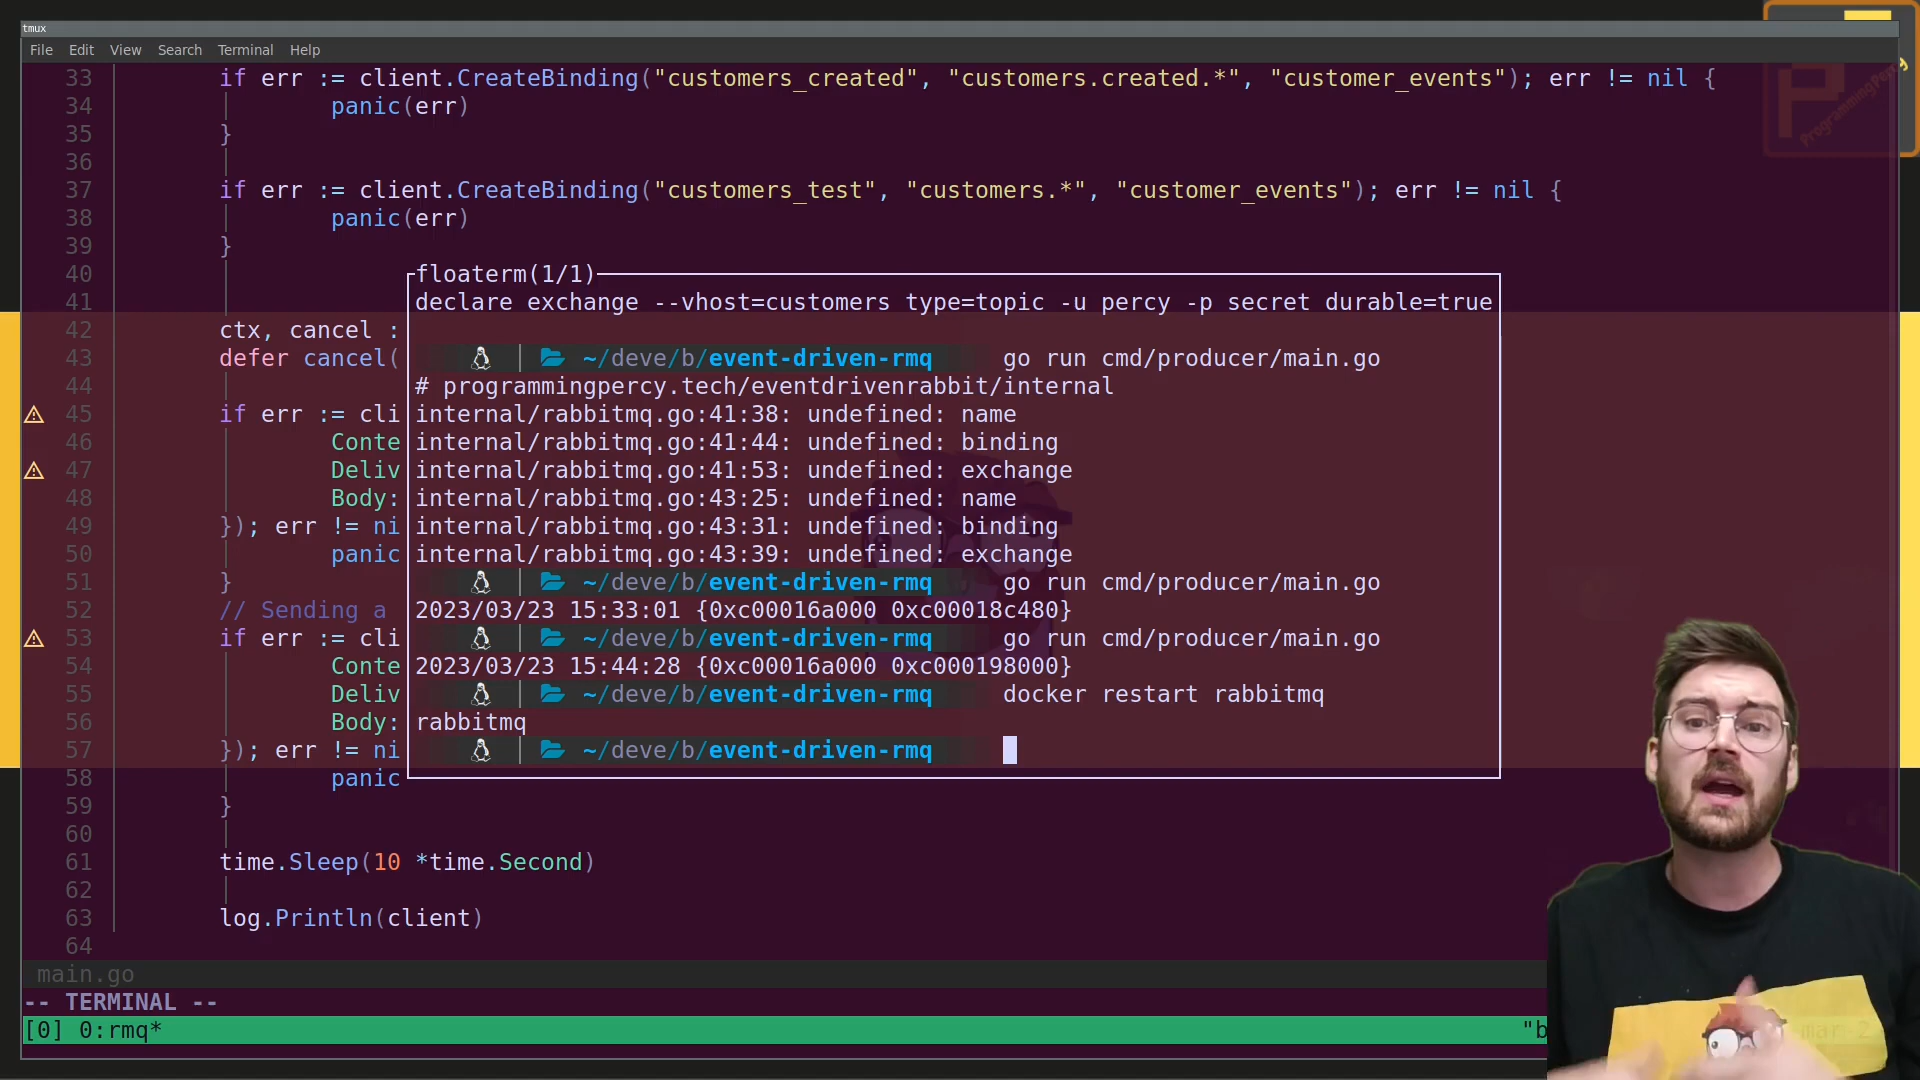 tmux
File Edit View Search Terminal Help
33 if err := client.CreateBinding("customers_created", "customers.created.*", "customer_events"); err != nil {
34 panic(err)
35 }
36
37 if err := client.CreateBinding("customers_test", "customers.*", "customer_events"); err != nil {
38 panic(err)
39 }
40
41
42 ctx, cancel :
43 defer cancel(
44
45 if err := cli
46 Conte
47 Deliv
48 Body:
49 }); err != ni
50 panic
51 }
52 // Sending a
53 if err := cli
54 Conte
55 Deliv
56 Body:
57 }); err != ni
58 panic
59 }
60
61 time.Sleep(10 *time.Second)
62
63 log.Println(client)
64
floaterm(1/1)
declare exchange --vhost=customers type=topic -u percy -p secret durable=true
~/deve/b/event-driven-rmq go run cmd/producer/main.go
# programmingpercy.tech/eventdrivenrabbit/internal
internal/rabbitmq.go:41:38: undefined: name
internal/rabbitmq.go:41:44: undefined: binding
internal/rabbitmq.go:41:53: undefined: exchange
internal/rabbitmq.go:43:25: undefined: name
internal/rabbitmq.go:43:31: undefined: binding
internal/rabbitmq.go:43:39: undefined: exchange
~/deve/b/event-driven-rmq go run cmd/producer/main.go
2023/03/23 15:33:01 {0xc00016a000 0xc00018c480}
~/deve/b/event-driven-rmq go run cmd/producer/main.go
2023/03/23 15:44:28 {0xc00016a000 0xc000198000}
~/deve/b/event-driven-rmq docker restart rabbitmq
rabbitmq
~/deve/b/event-driven-rmq
main.go
-- TERMINAL --
[0] 0:rmq* "b